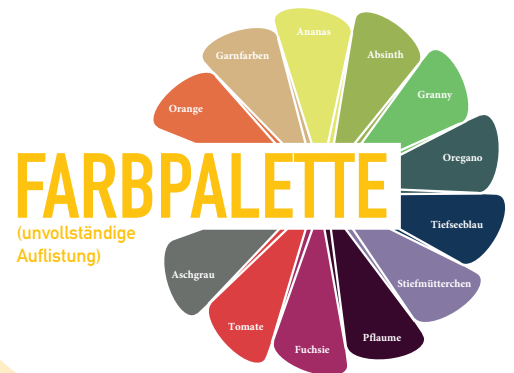 Ananas
Absinth
Garnfarben
Granny
Orange
Oregano
FARBPALETTE
(unvollständige
Auflistung)
Tiefseeblau
Aschgrau
Stiefmütterchen
Tomate
Pflaume
Fuchsie